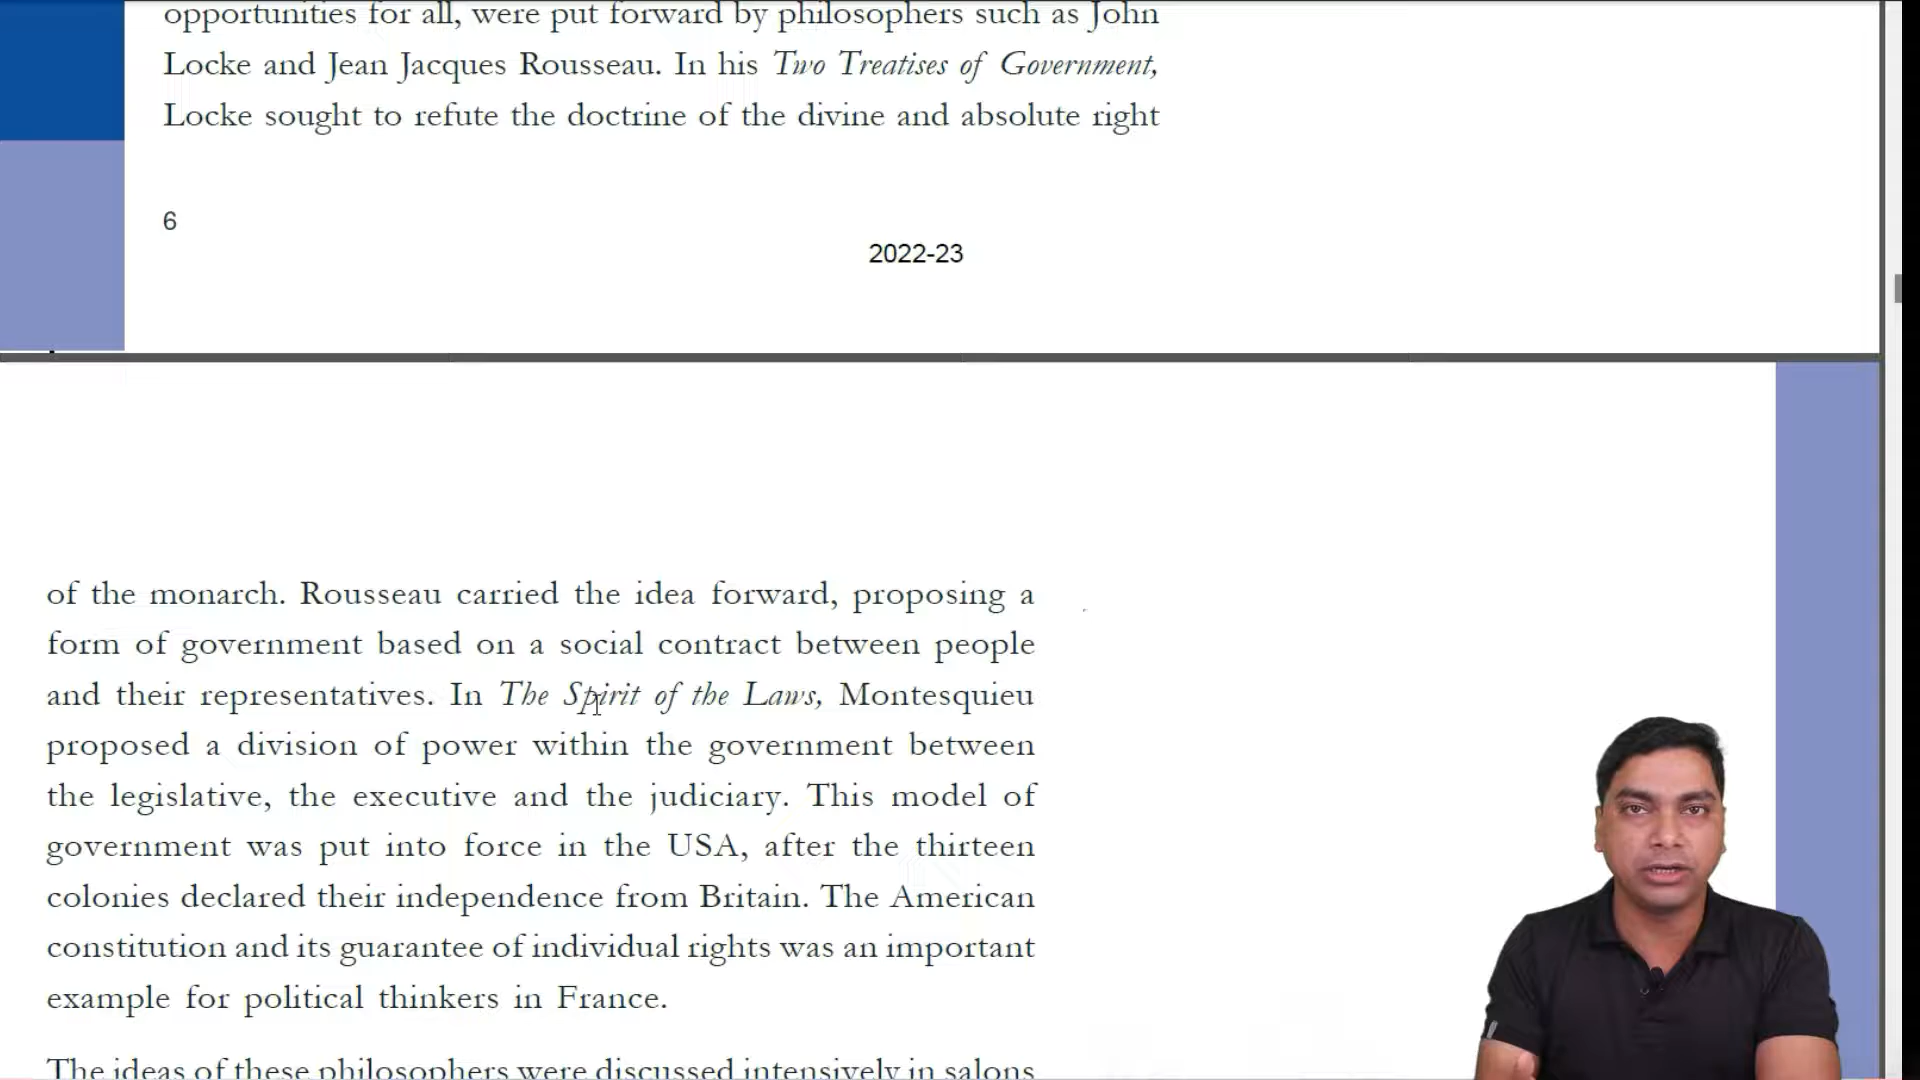 opportunities for all, were put forward by philosophers such as John
Locke and Jean Jacques Rousseau. In his Two Treatises of Government,
Locke sought to refute the doctrine of the divine and absolute right
6
2022-23
of the monarch. Rousseau carried the idea forward, proposing a
form of government based on a social contract between people
and their representatives. In The Spirit of the Laws, Montesquieu
proposed a division of power within the government between
the legislative, the executive and the judiciary. This model of
government was put into force in the USA, after the thirteen
colonies declared their independence from Britain. The American
constitution and its guarantee of individual rights was an important
example for political thinkers in France.
The ideas of these philosophers were discussed intensively in salons